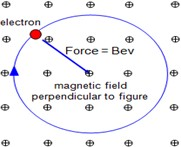 electron
Force = Bev
magnetic field
perpendicular to figure